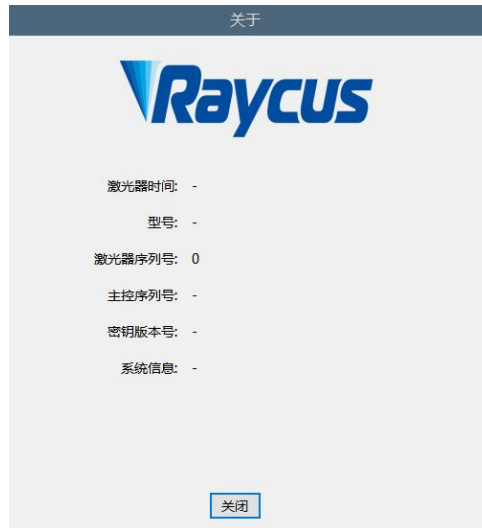 关于
Raycus
激光器时间: -
型号: -
激光器序列号: 0
主控序列号: -
密钥版本号: -
系统信息: -
关闭